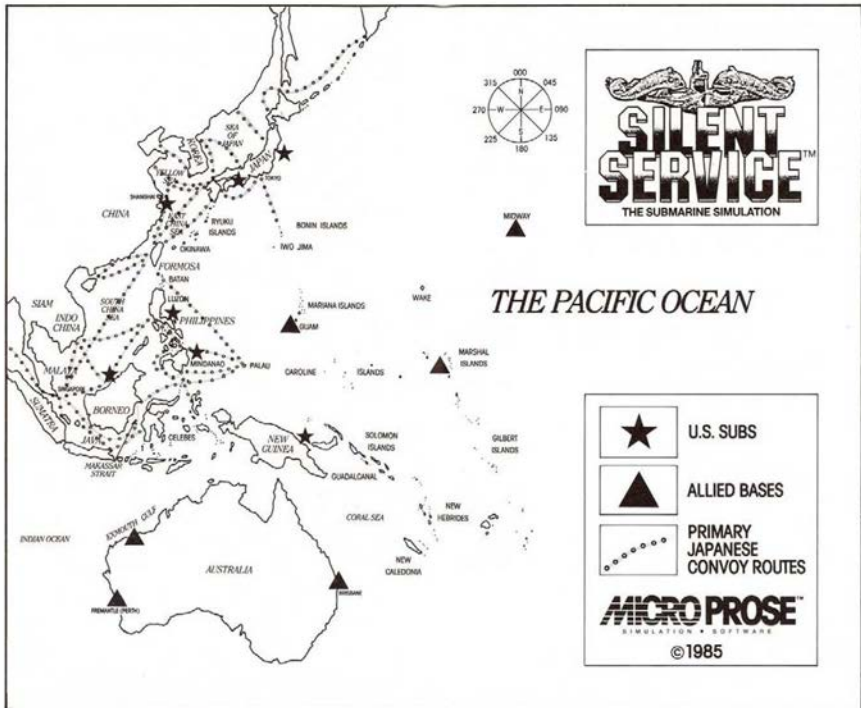 000
045
090
135
180
225
270
315
N
E
S
W
SILENT
SERVICE™
THE SUBMARINE SIMULATION
SEA
OF
JAPAN
KOREA
JAPAN
TOKYO
YELLOW
SEA
SHANGHAI
CHINA
EAST
CHINA
SEA
RYUKU
ISLANDS
OKINAWA
BONIN ISLANDS
IWO JIMA
MIDWAY
FORMOSA
BATAN
LUZON
SIAM
INDO
CHINA
SOUTH
CHINA
SEA
PHILIPPINES
MARIANA ISLANDS
GUAM
WAKE
THE PACIFIC OCEAN
MINDANAO
PALAU
CAROLINE ISLANDS
MARSHAL
ISLANDS
MALAYA
SINGAPORE
SUMATRA
BORNEO
JAVA
MAKASSAR
STRAIT
CELEBES
NEW
GUINEA
SOLOMON
ISLANDS
GILBERT
ISLANDS
GUADALCANAL
CORAL SEA
NEW
HEBRIDES
NEW
CALEDONIA
INDIAN OCEAN
EXMOUTH GULF
AUSTRALIA
FREMANTLE (PERTH)
BRISBANE
U.S. SUBS
ALLIED BASES
PRIMARY
JAPANESE
CONVOY ROUTES
MICROPROSE™
SIMULATION • SOFTWARE
©1985